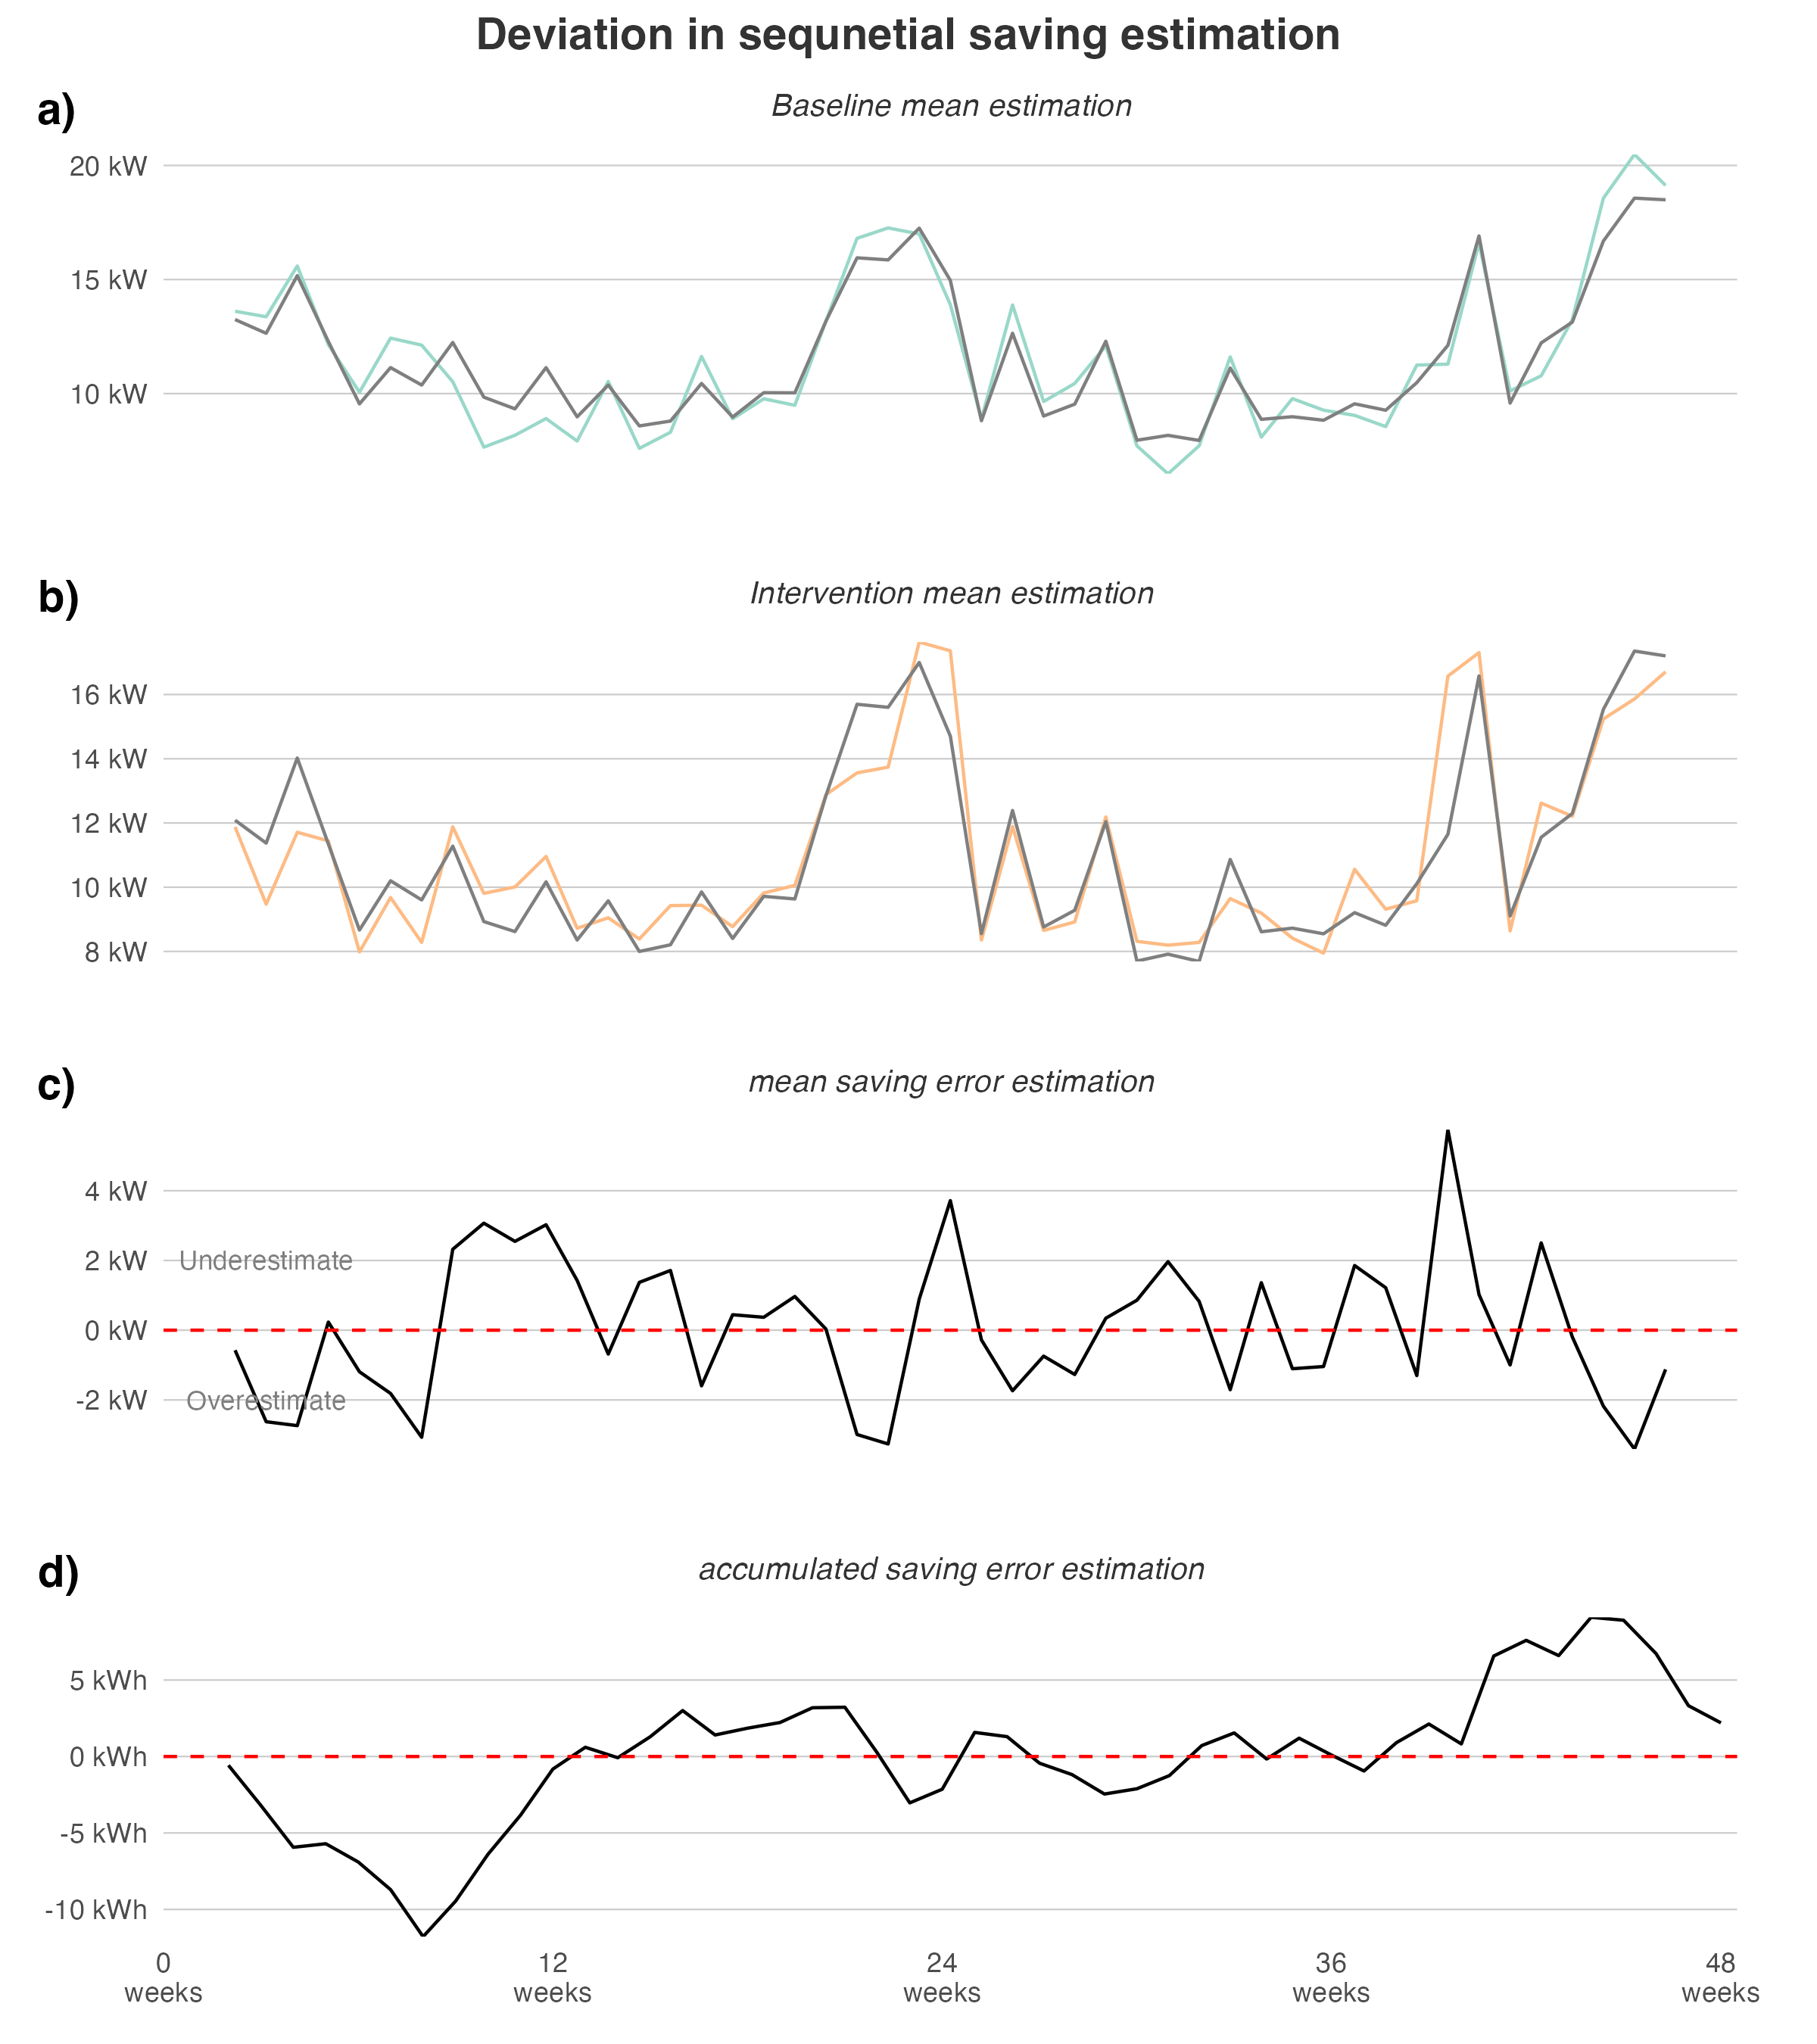 Deviation in sequnetial saving estimation
a)
Baseline mean estimation
20 kW
15 kW
10 kW
b)
Intervention mean estimation
16 kW
14 kW
12 kW
10 kW
8 kW
c)
mean saving error estimation
4 kW
2 kW
Underestimate
0 kW
-2 kW
Overestimate
d)
accumulated saving error estimation
5 kWh
0 kWh
-5 kWh
-10 kWh
0
weeks
12
weeks
24
weeks
36
weeks
48
weeks